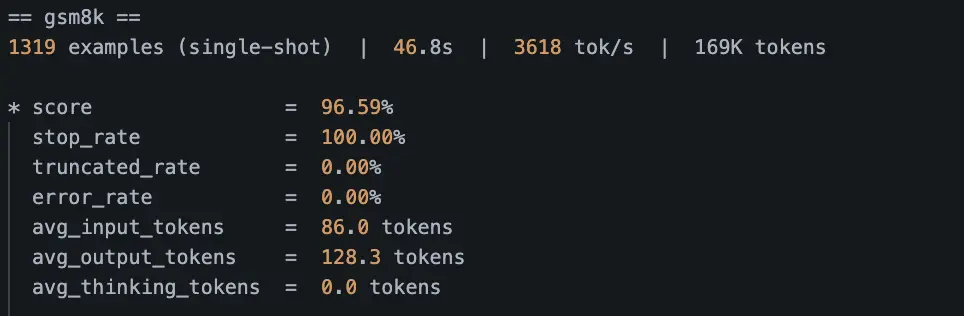 == gsm8k ==
1319 examples (single-shot)  |  46.8s  |  3618 tok/s  |  169K tokens
* score                =  96.59%
stop_rate            =  100.00%
truncated_rate       =  0.00%
error_rate           =  0.00%
avg_input_tokens     =  86.0 tokens
avg_output_tokens    =  128.3 tokens
avg_thinking_tokens  =  0.0 tokens